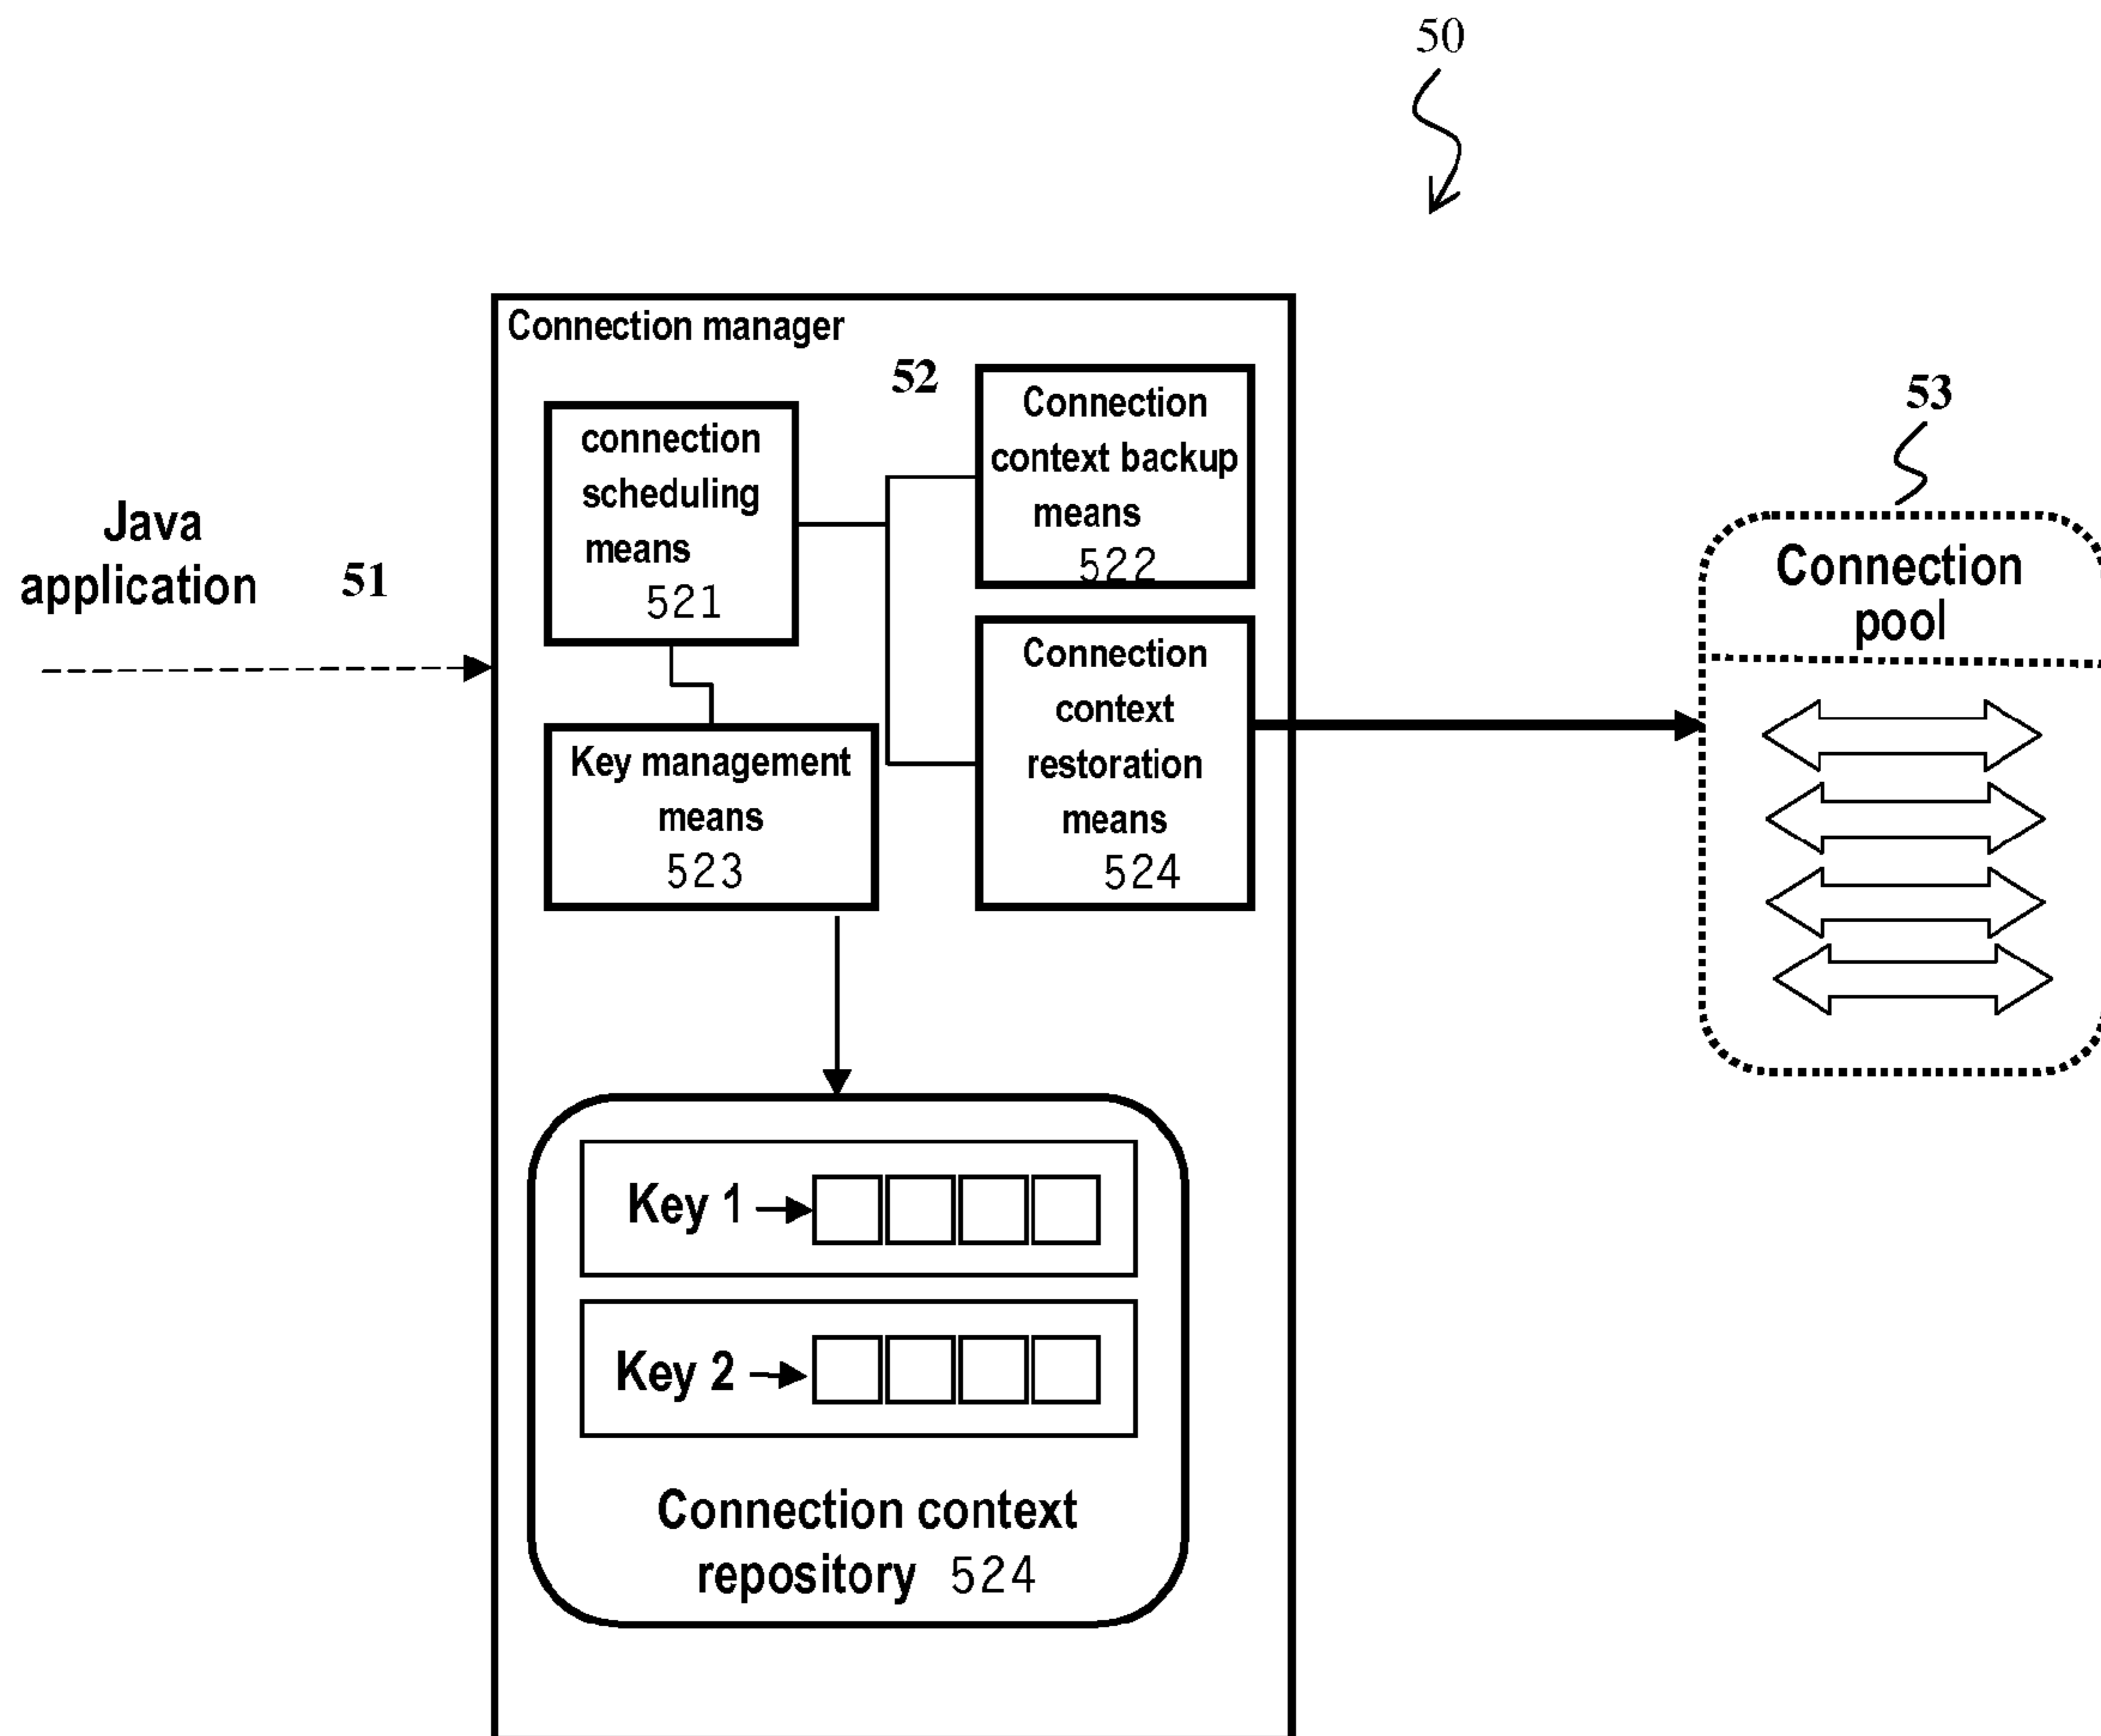 50
Connection manager
52
connection
scheduling
means
521
Connection
context backup
means
522
Java
application 51
Key management
means
523
Connection
context
restoration
means
524
53
Connection
pool
Key 1
Key 2
Connection context
repository 524